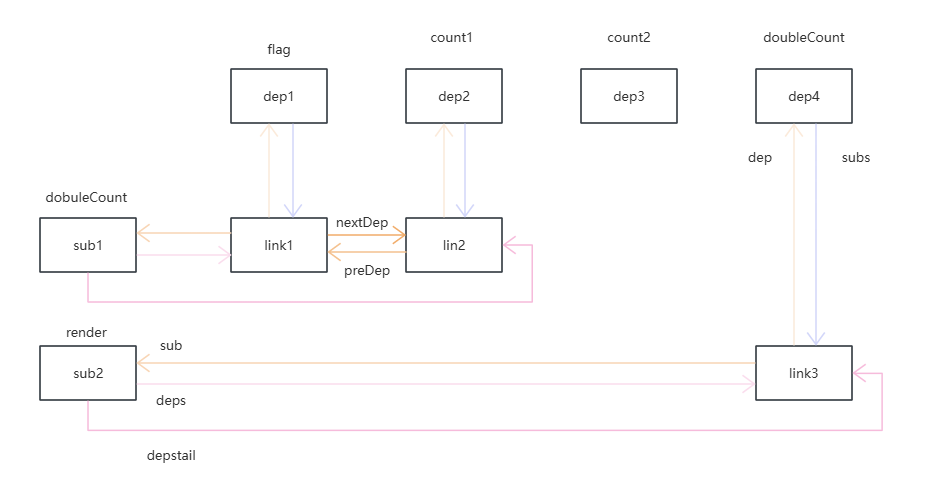 flag
count1
count2
doubleCount
dep1
dep2
dep3
dep4
dep
subs
dobuleCount
sub1
link1
nextDep
preDep
lin2
render
sub2
sub
deps
link3
depstail